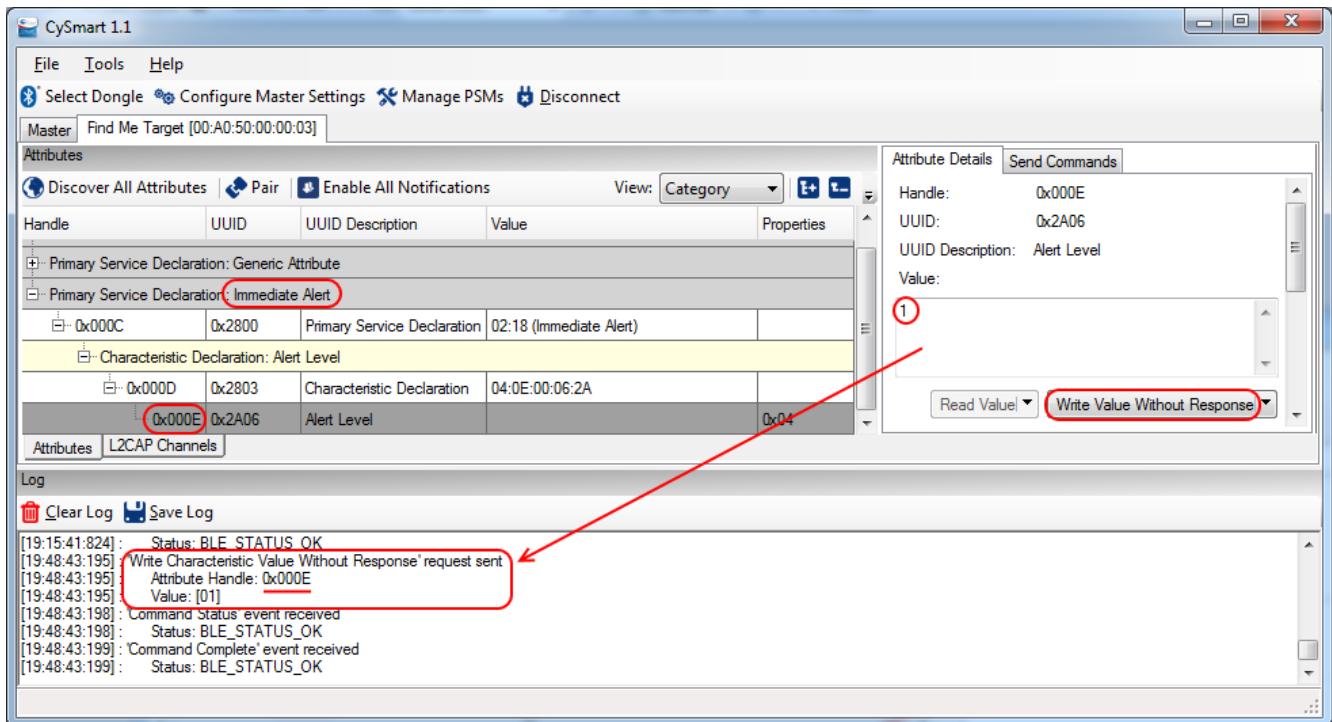 CySmart 1.1
File Tools Help
Select Dongle Configure Master Settings Manage PSMs Disconnect
Master Find Me Target [00:A0:50:00:00:03]
Attributes
Discover All Attributes Pair Enable All Notifications View: Category
Handle UUID UUID Description Value Properties
Primary Service Declaration: Generic Attribute
Primary Service Declaration: Immediate Alert
0x000C 0x2800 Primary Service Declaration 02:18 (Immediate Alert)
Characteristic Declaration: Alert Level
0x000D 0x2803 Characteristic Declaration 04:0E:00:06:2A
0x000E 0x2A06 Alert Level 0x04
Attributes L2CAP Channels
Attribute Details Send Commands
Handle: 0x000E
UUID: 0x2A06
UUID Description: Alert Level
Value:
1
Read Value Write Value Without Response
Log
Clear Log Save Log
[19:15:41:824] : Status: BLE_STATUS_OK
[19:48:43:195] : 'Write Characteristic Value Without Response' request sent
[19:48:43:195] : Attribute Handle: 0x000E
[19:48:43:195] : Value: [01]
[19:48:43:198] : 'Command Status' event received
[19:48:43:198] : Status: BLE_STATUS_OK
[19:48:43:199] : 'Command Complete' event received
[19:48:43:199] : Status: BLE_STATUS_OK